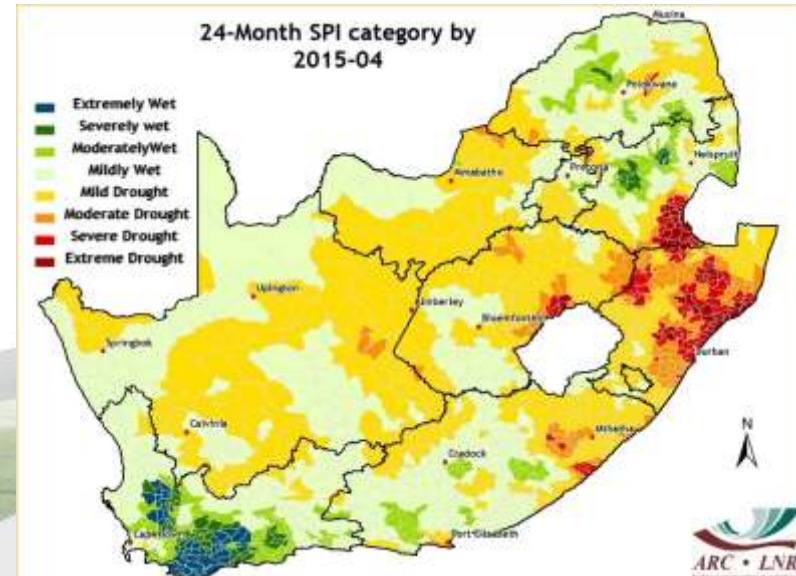 24-Month SPI category by
2015-04
Extremely Wet
Severely wet
ModeratelyWet
Mildly Wet
Mild Drought
Moderate Drought
Severe Drought
Extreme Drought
Musina
Polokwane
Nelspruit
Pretoria
Mmabatho
Upington
Kimberley
Bloemfontein
Springbok
Durban
Calvinia
Mthatha
Cradock
Cape Town
Port Elizabeth
N
ARC • LNR